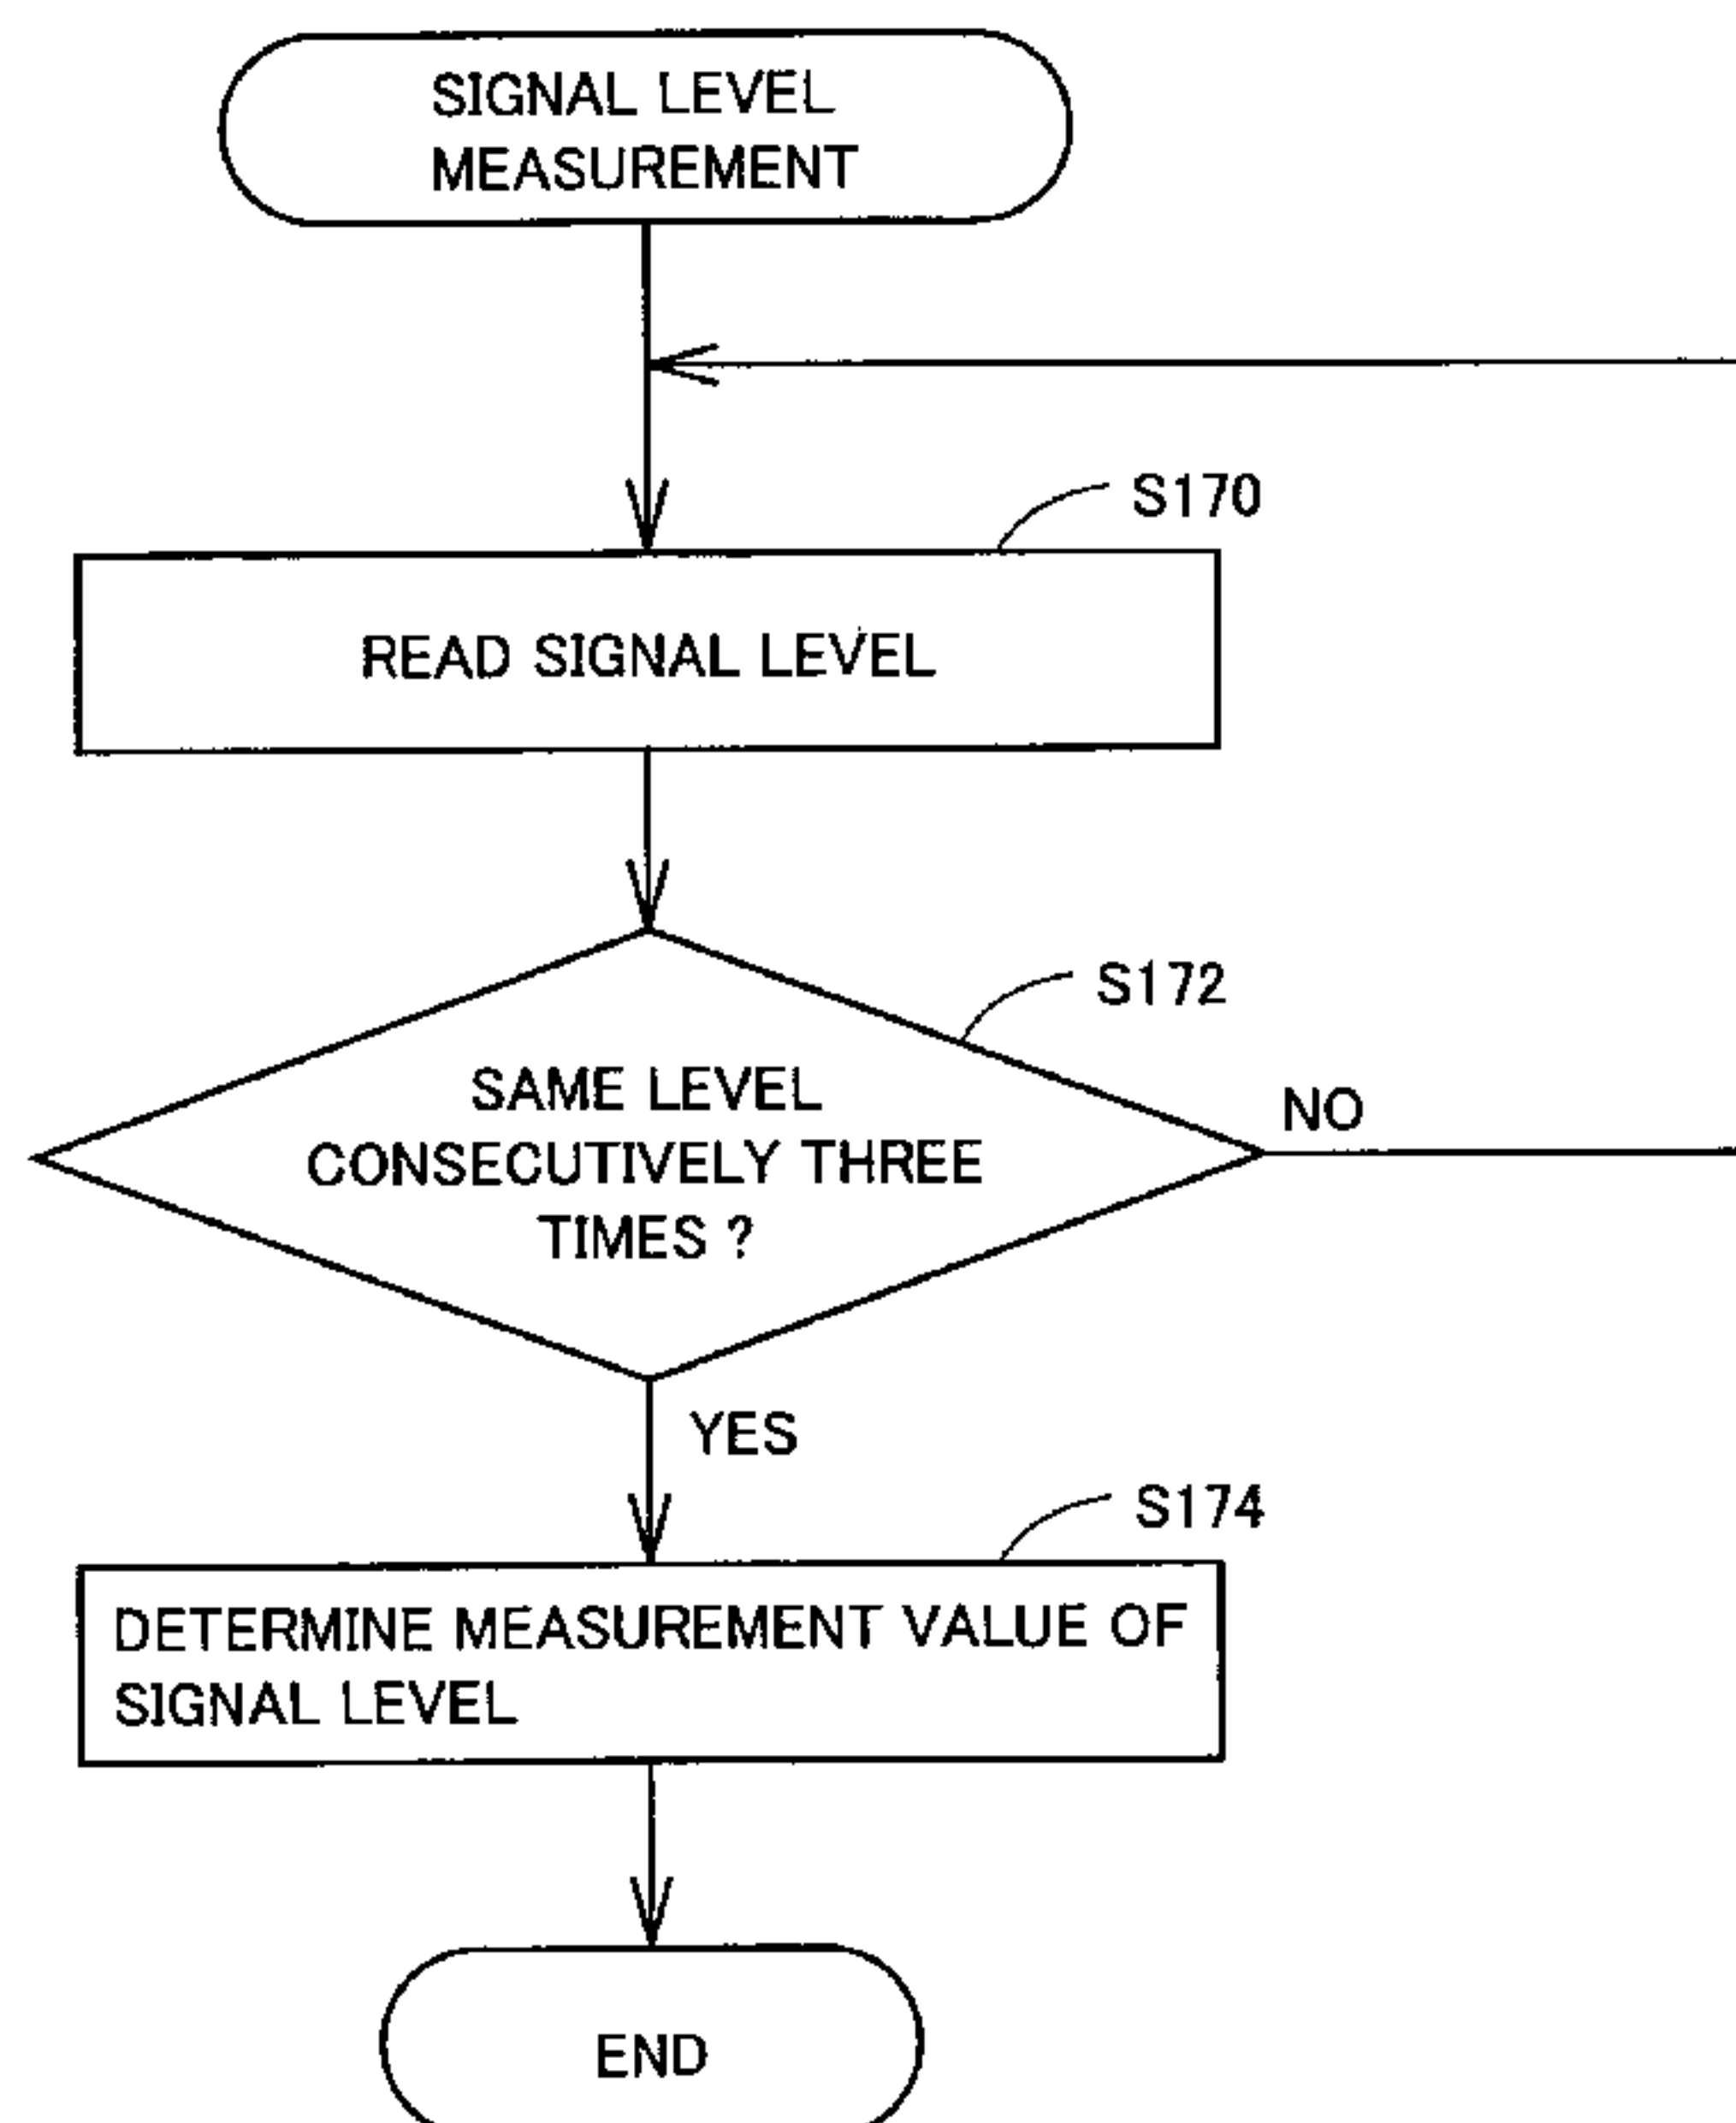 SIGNAL LEVEL
MEASUREMENT
S170
READ SIGNAL LEVEL
S172
SAME LEVEL
CONSECUTIVELY THREE
TIMES ?
NO
YES
S174
DETERMINE MEASUREMENT VALUE OF
SIGNAL LEVEL
END